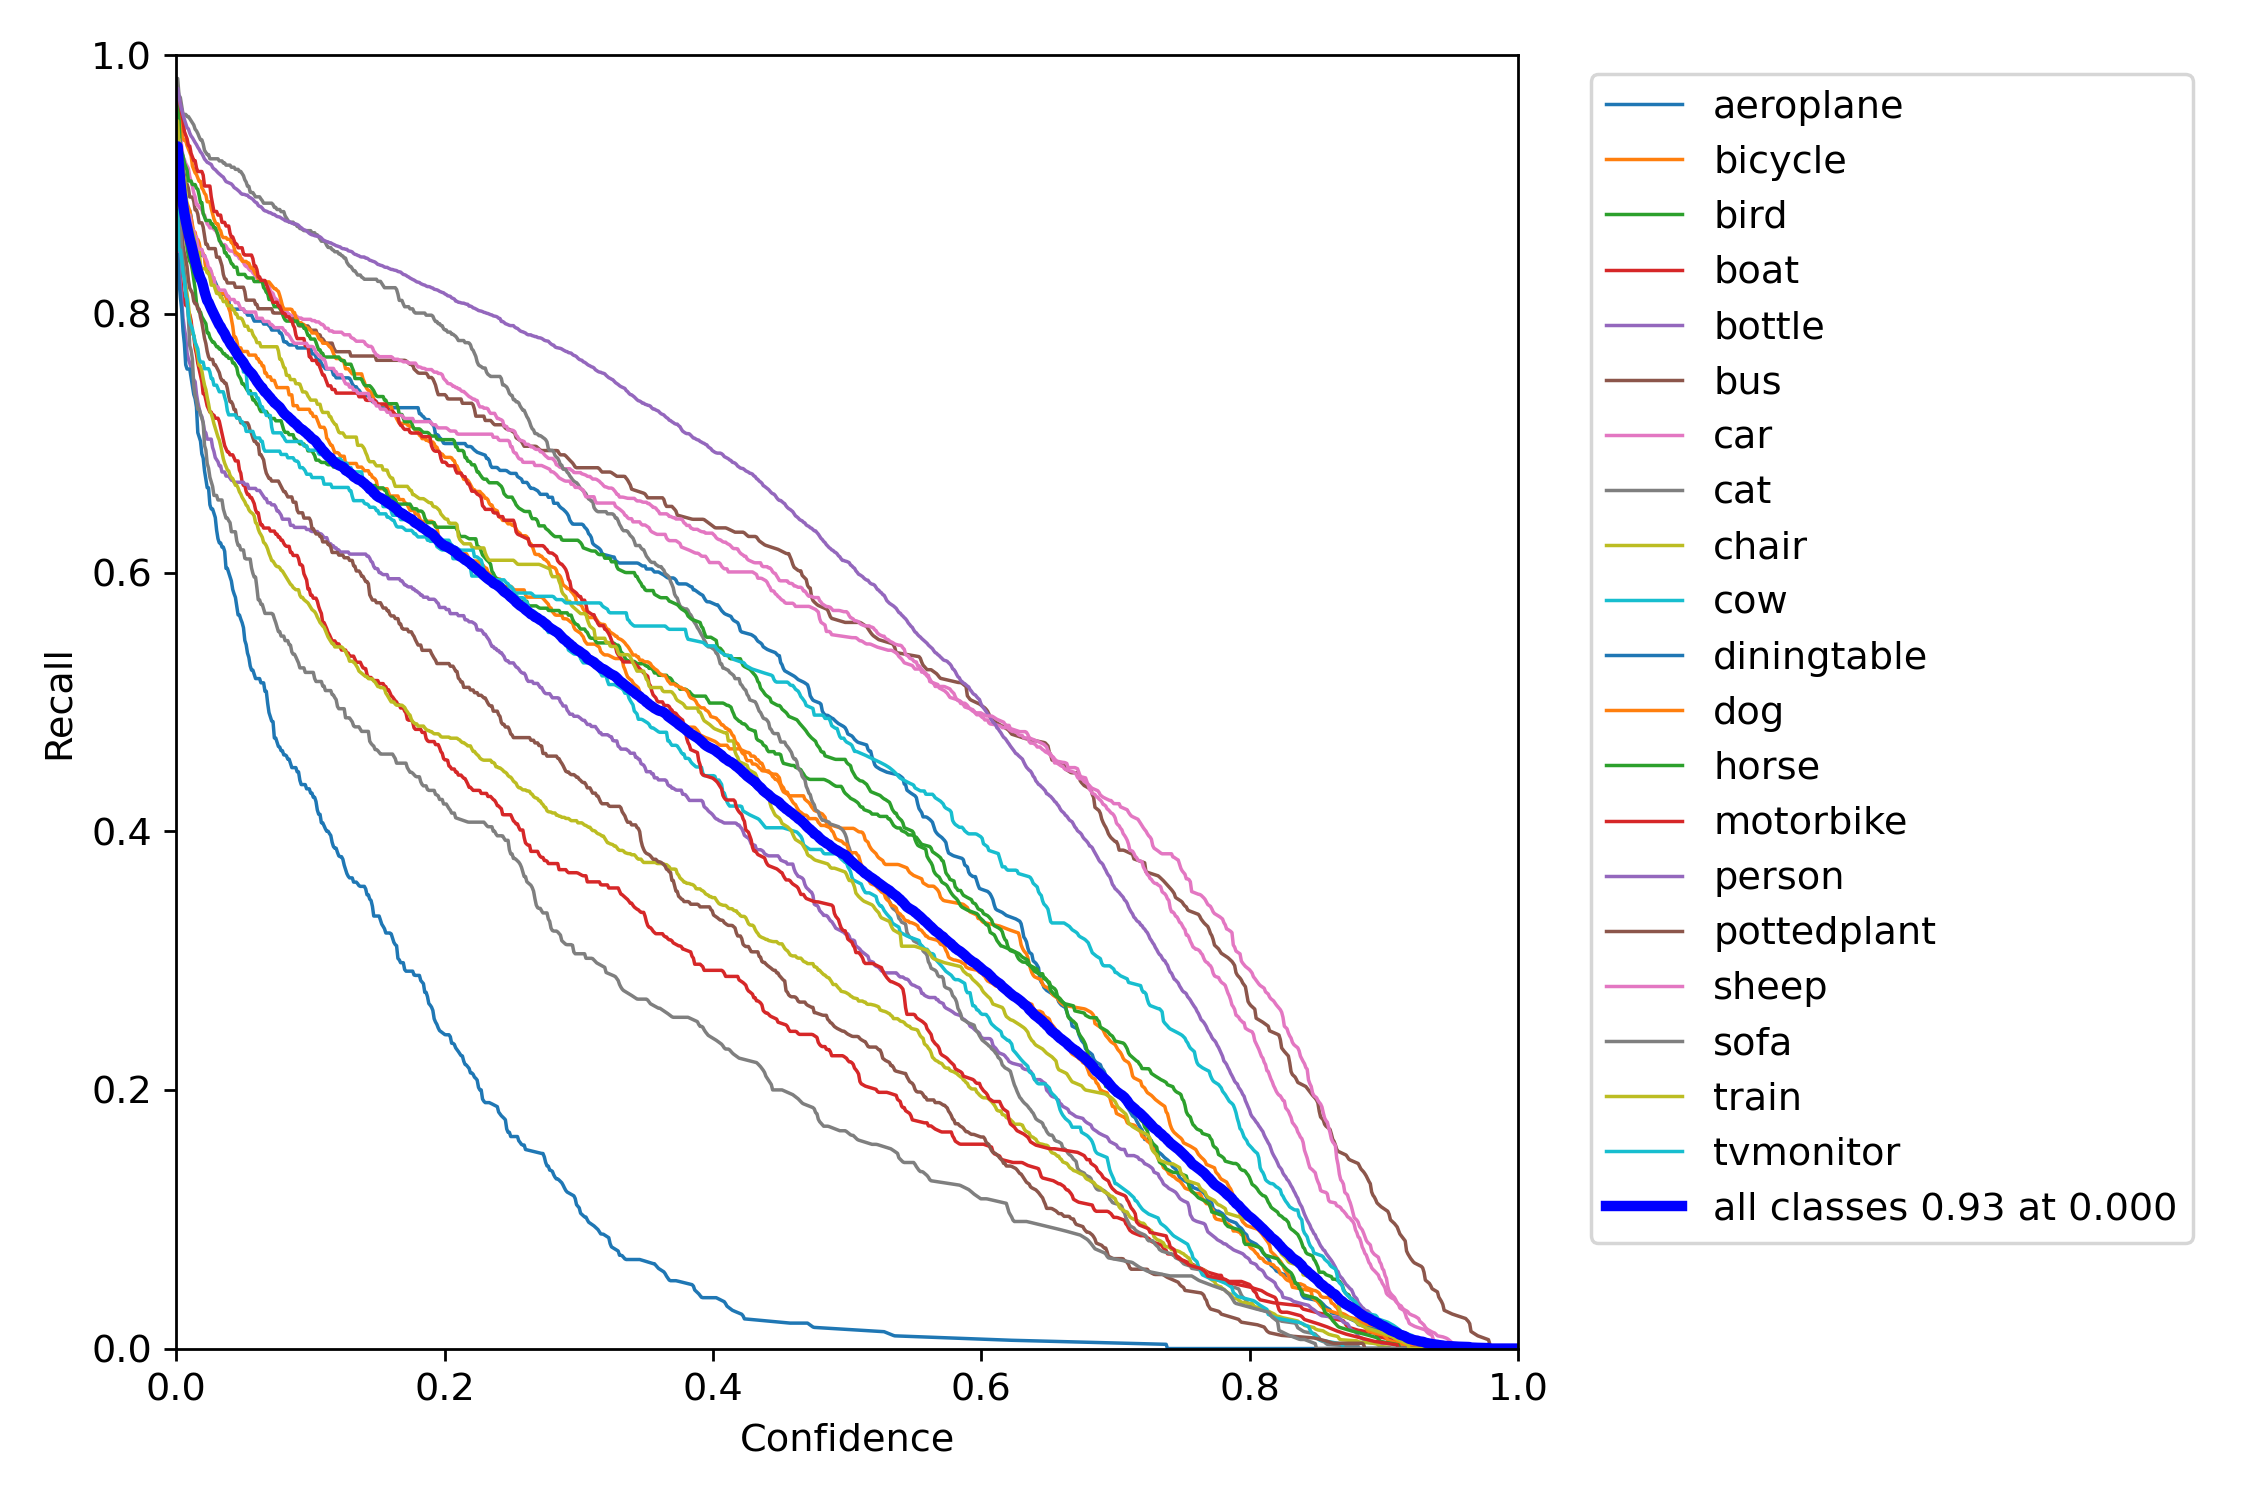 1.0
0.8
0.6
0.4
0.2
0.0
Recall
0.0 0.2 0.4 0.6 0.8 1.0
Confidence
aeroplane
bicycle
bird
boat
bottle
bus
car
cat
chair
cow
diningtable
dog
horse
motorbike
person
pottedplant
sheep
sofa
train
tvmonitor
all classes 0.93 at 0.000